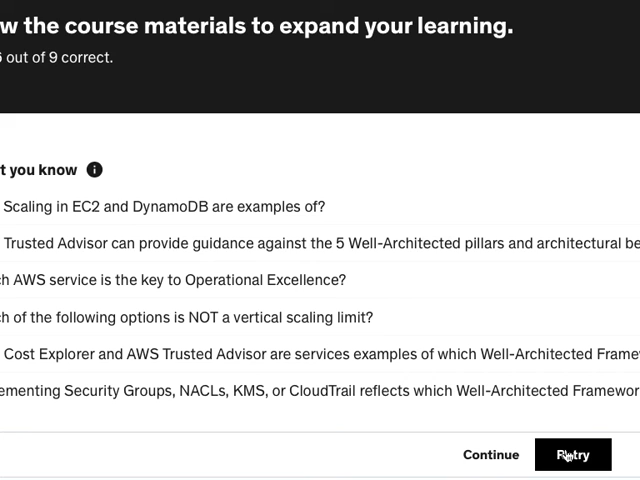 w the course materials to expand your learning.
6 out of 9 correct.
t you know
Scaling in EC2 and DynamoDB are examples of?
Trusted Advisor can provide guidance against the 5 Well-Architected pillars and architectural be
ch AWS service is the key to Operational Excellence?
ch of the following options is NOT a vertical scaling limit?
Cost Explorer and AWS Trusted Advisor are services examples of which Well-Architected Frame
ementing Security Groups, NACLs, KMS, or CloudTrail reflects which Well-Architected Framewor
Continue Retry